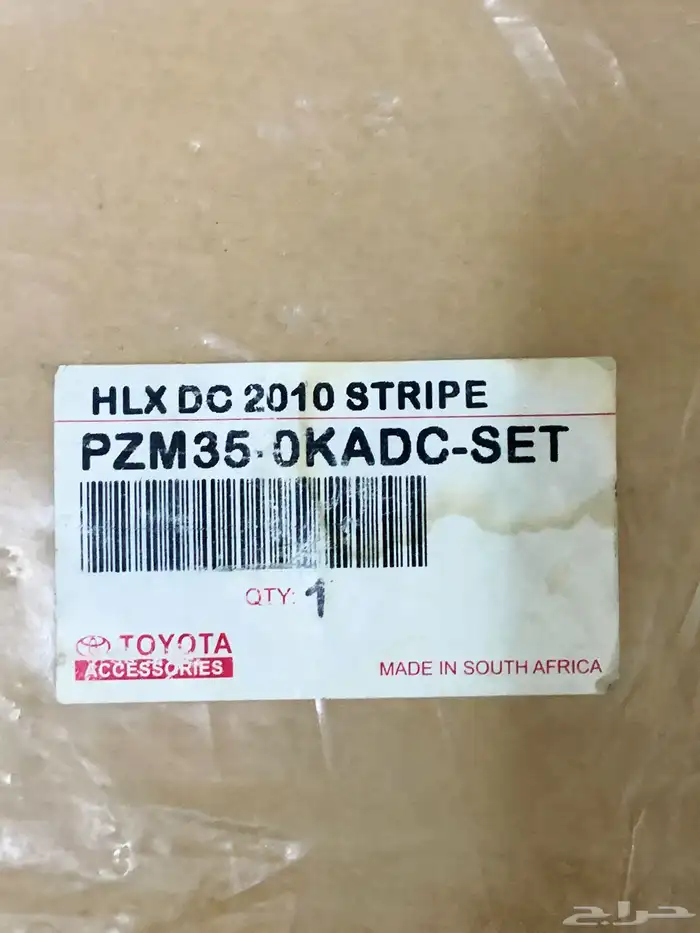 HLX DC 2010 STRIPE
PZM35-0KADC-SET
QTY: 1
TOYOTA
ACCESSORIES
MADE IN SOUTH AFRICA
حراج